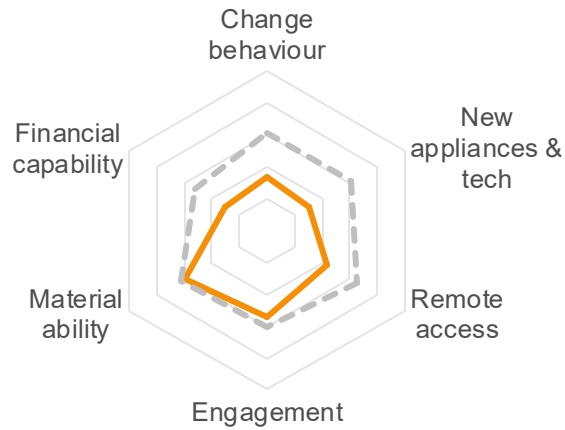 Change
behaviour
New
appliances &
tech
Financial
capability
Material
ability
Remote
access
Engagement